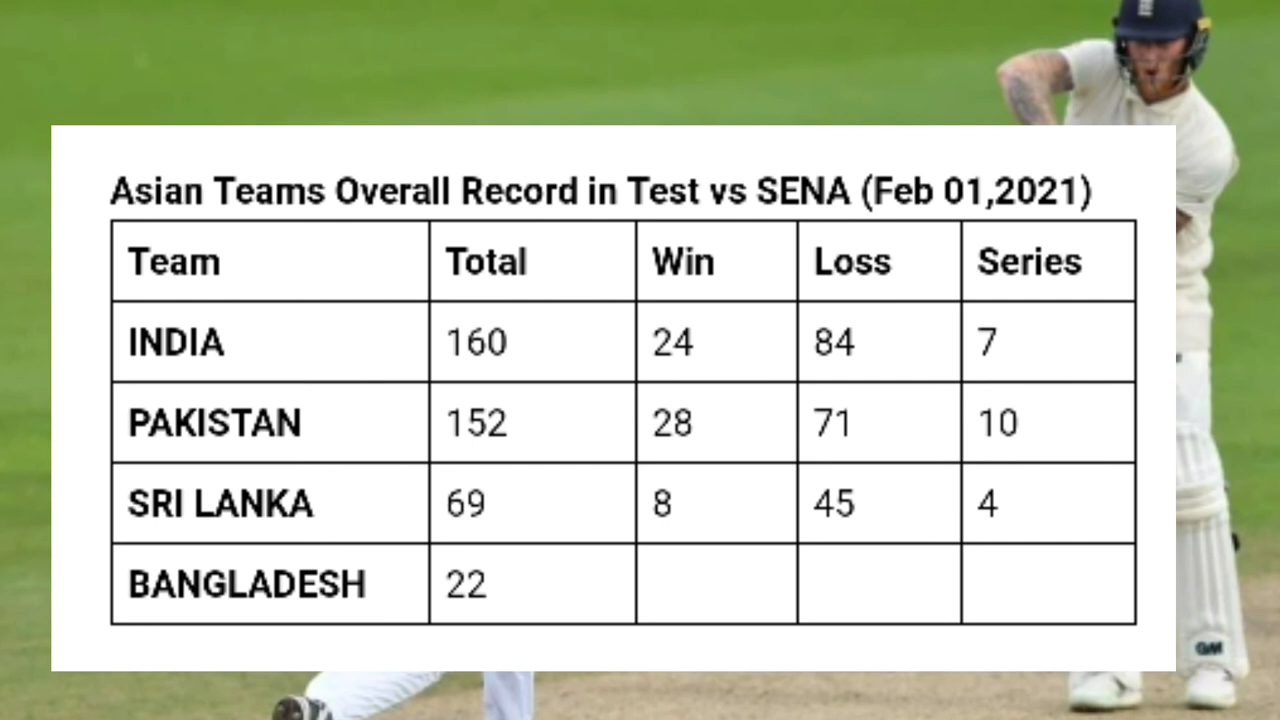 Asian Teams Overall Record in Test vs SENA (Feb 01,2021)
Team Total Win Loss Series
INDIA 160 24 84 7
PAKISTAN 152 28 71 10
SRI LANKA 69 8 45 4
BANGLADESH 22
GM